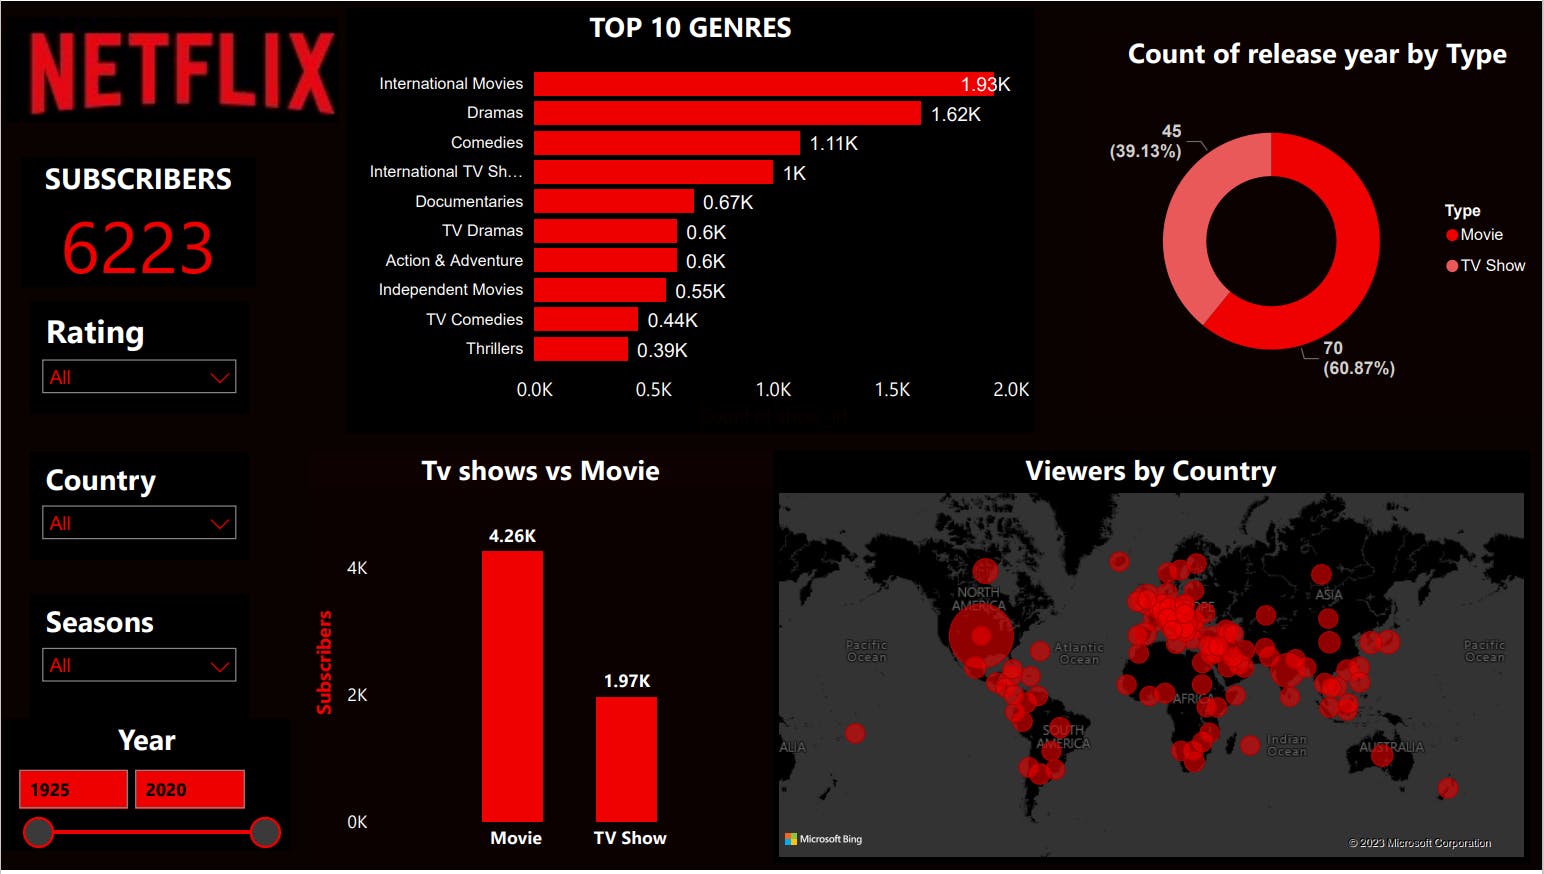 NETFLIX
SUBSCRIBERS
6223
Rating
All
Country
All
Seasons
All
Year
1925
2020
TOP 10 GENRES
International Movies
1.93K
Dramas
1.62K
Comedies
1.11K
International TV Sh...
1K
Documentaries
0.67K
TV Dramas
0.6K
Action & Adventure
0.6K
Independent Movies
0.55K
TV Comedies
0.44K
Thrillers
0.39K
0.0K 0.5K 1.0K 1.5K 2.0K
Count of release year by Type
45
(39.13%)
70
(60.87%)
Type
Movie
TV Show
Tv shows vs Movie
Subscribers
4K
2K
0K
4.26K
1.97K
Movie
TV Show
Viewers by Country
NORTH
AMERICA
ASIA
Pacific
Ocean
Atlantic
Ocean
Pacific
Ocean
AFRICA
SOUTH
AMERICA
Indian
Ocean
ALIA
AUSTRALIA
Microsoft Bing
© 2023 Microsoft Corporation